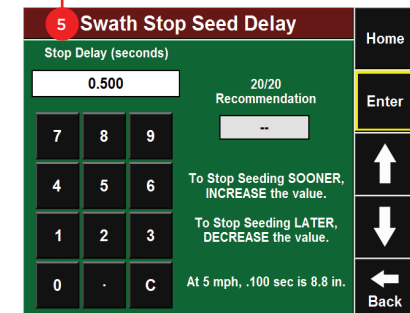 5 Swath Stop Seed Delay
Home
Stop Delay (seconds)
0.500
20/20
Recommendation
--
Enter
7 8 9
4 5 6
To Stop Seeding SOONER,
INCREASE the value.
1 2 3
To Stop Seeding LATER,
DECREASE the value.
0 . C
At 5 mph, .100 sec is 8.8 in.
Back